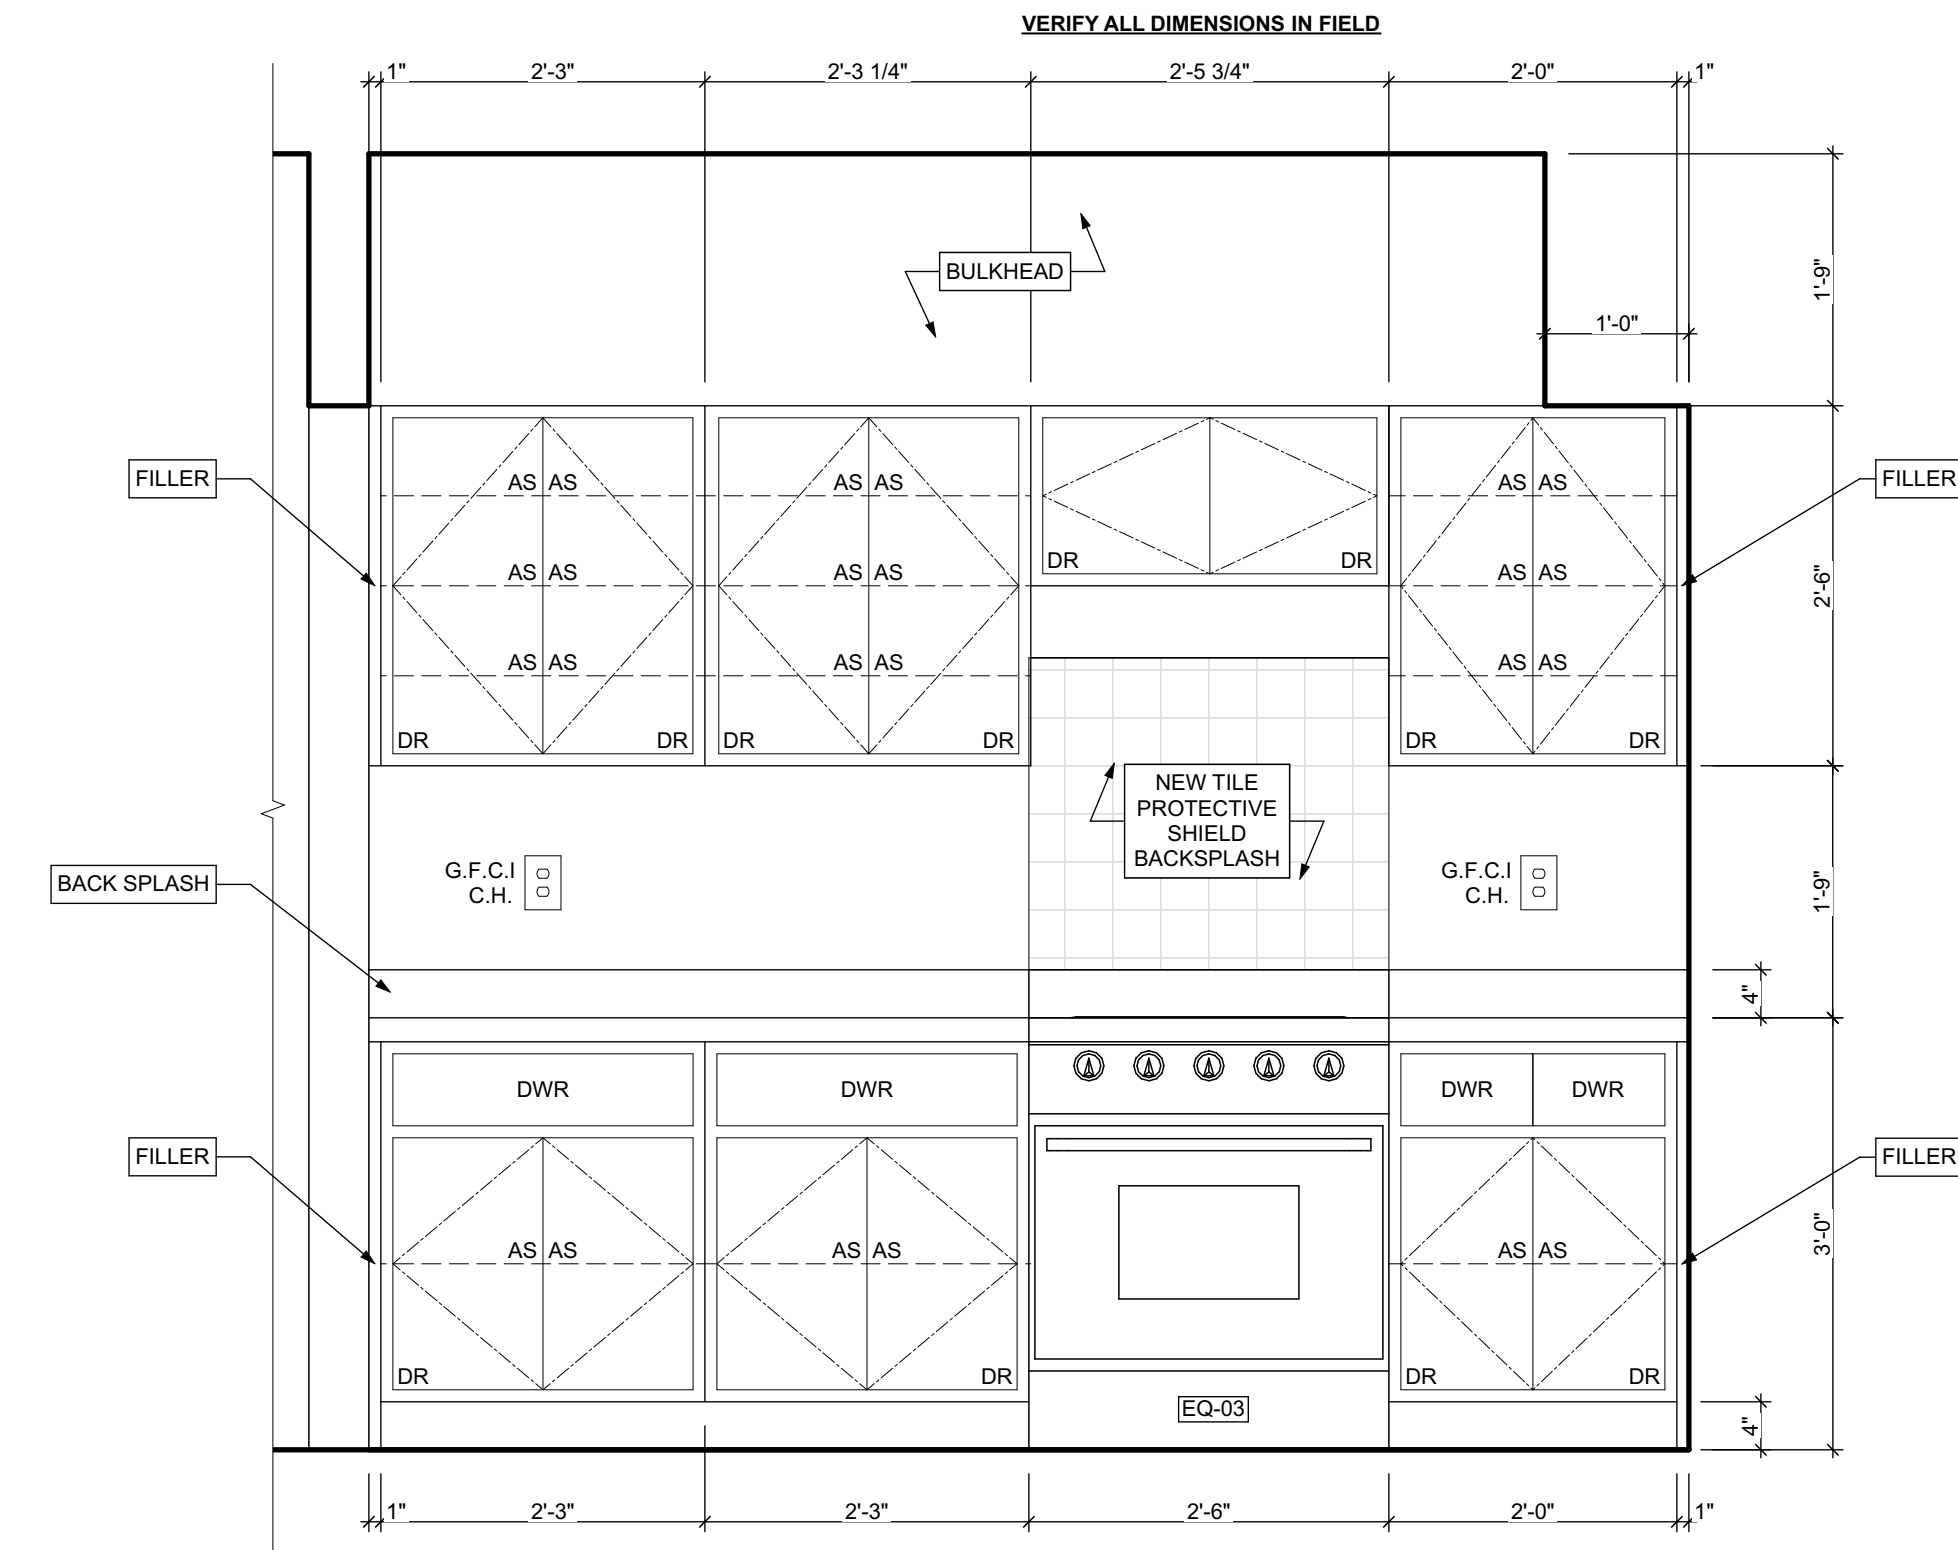 VERIFY ALL DIMENSIONS IN FIELD
1" 2'-3" 2'-3 1/4" 2'-5 3/4" 2'-0" 1"
BULKHEAD
1'-9"
1'-0"
FILLER
FILLER
AS AS AS AS AS AS
DR DR
AS AS AS AS AS AS
2'-6"
AS AS AS AS AS AS
DR DR DR DR DR DR
NEW TILE
PROTECTIVE
SHIELD
BACKSPLASH
BACK SPLASH
G.F.C.I
C.H.
G.F.C.I
C.H.
1'-9"
4"
DWR DWR DWR DWR
FILLER
FILLER
3'-0"
AS AS AS AS AS AS
DR DR DR DR
EQ-03
4"
1" 2'-3" 2'-3" 2'-6" 2'-0" 1"